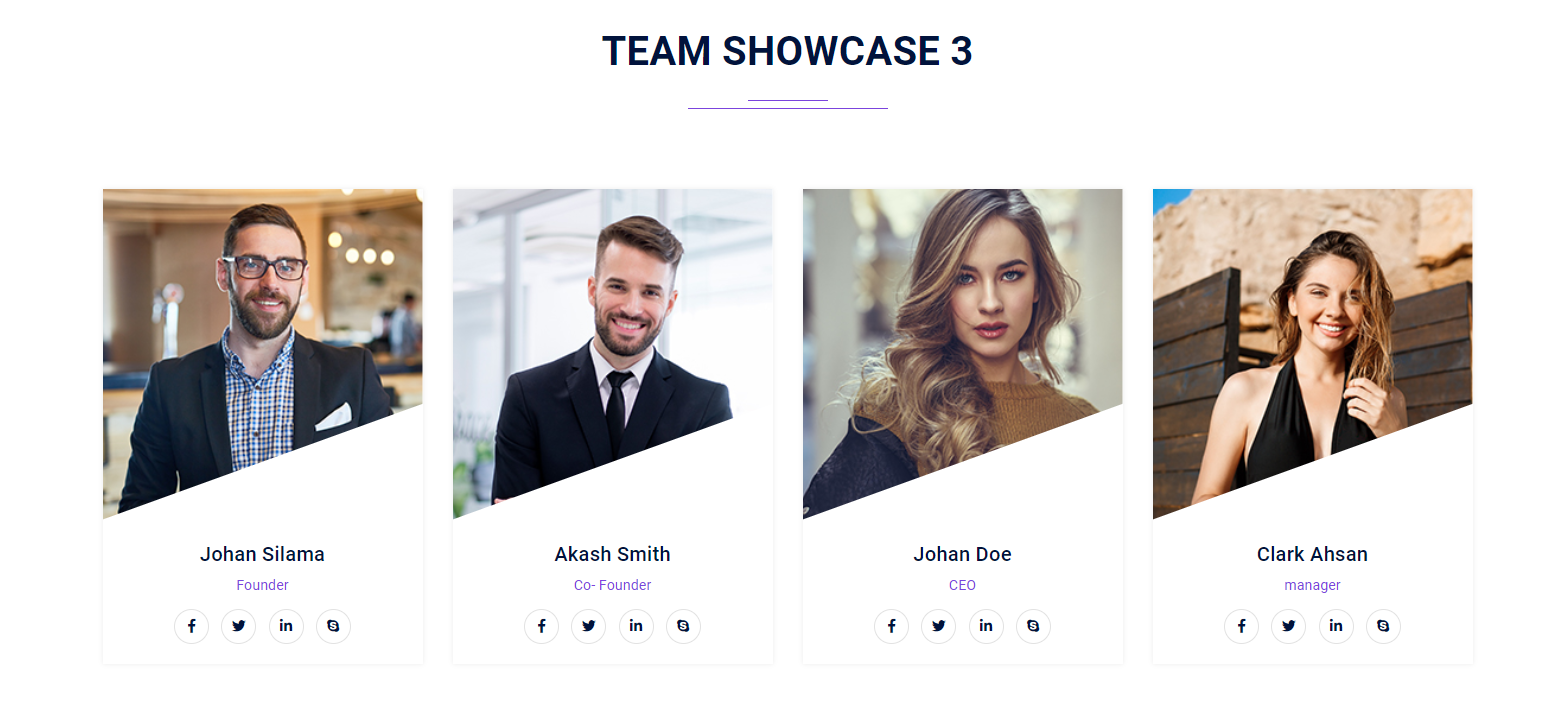 TEAM SHOWCASE 3
Johan Silama
Founder
Akash Smith
Co- Founder
Johan Doe
CEO
Clark Ahsan
manager